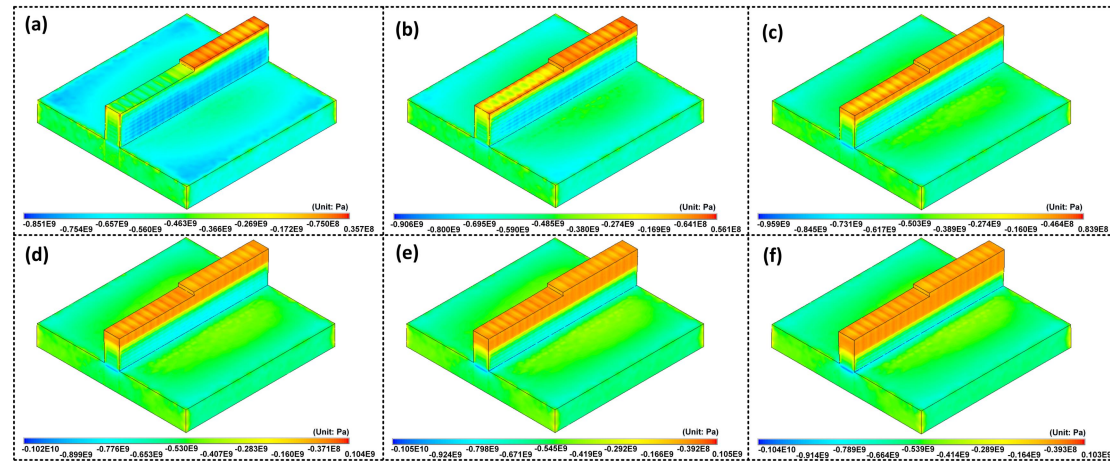 (a)
(Unit: Pa)
-0.851E9 -0.657E9 -0.463E9 -0.269E9 -0.750E8
-0.754E9 -0.560E9 -0.366E9 -0.172E9 0.357E8
(b)
(Unit: Pa)
-0.906E9 -0.695E9 -0.485E9 -0.274E9 -0.641E8
-0.800E9 -0.590E9 -0.380E9 -0.169E9 0.561E8
(c)
(Unit: Pa)
-0.959E9 -0.731E9 -0.503E9 -0.274E9 -0.464E8
-0.845E9 -0.617E9 -0.389E9 -0.160E9 0.839E8
(d)
(Unit: Pa)
-0.102E10 -0.776E9 -0.530E9 -0.283E9 -0.371E8
-0.899E9 -0.653E9 -0.407E9 -0.160E9 0.104E9
(e)
(Unit: Pa)
-0.105E10 -0.798E9 -0.545E9 -0.292E9 -0.392E8
-0.924E9 -0.671E9 -0.419E9 -0.166E9 0.105E9
(f)
(Unit: Pa)
-0.104E10 -0.789E9 -0.539E9 -0.289E9 -0.393E8
-0.914E9 -0.664E9 -0.414E9 -0.164E9 0.103E9